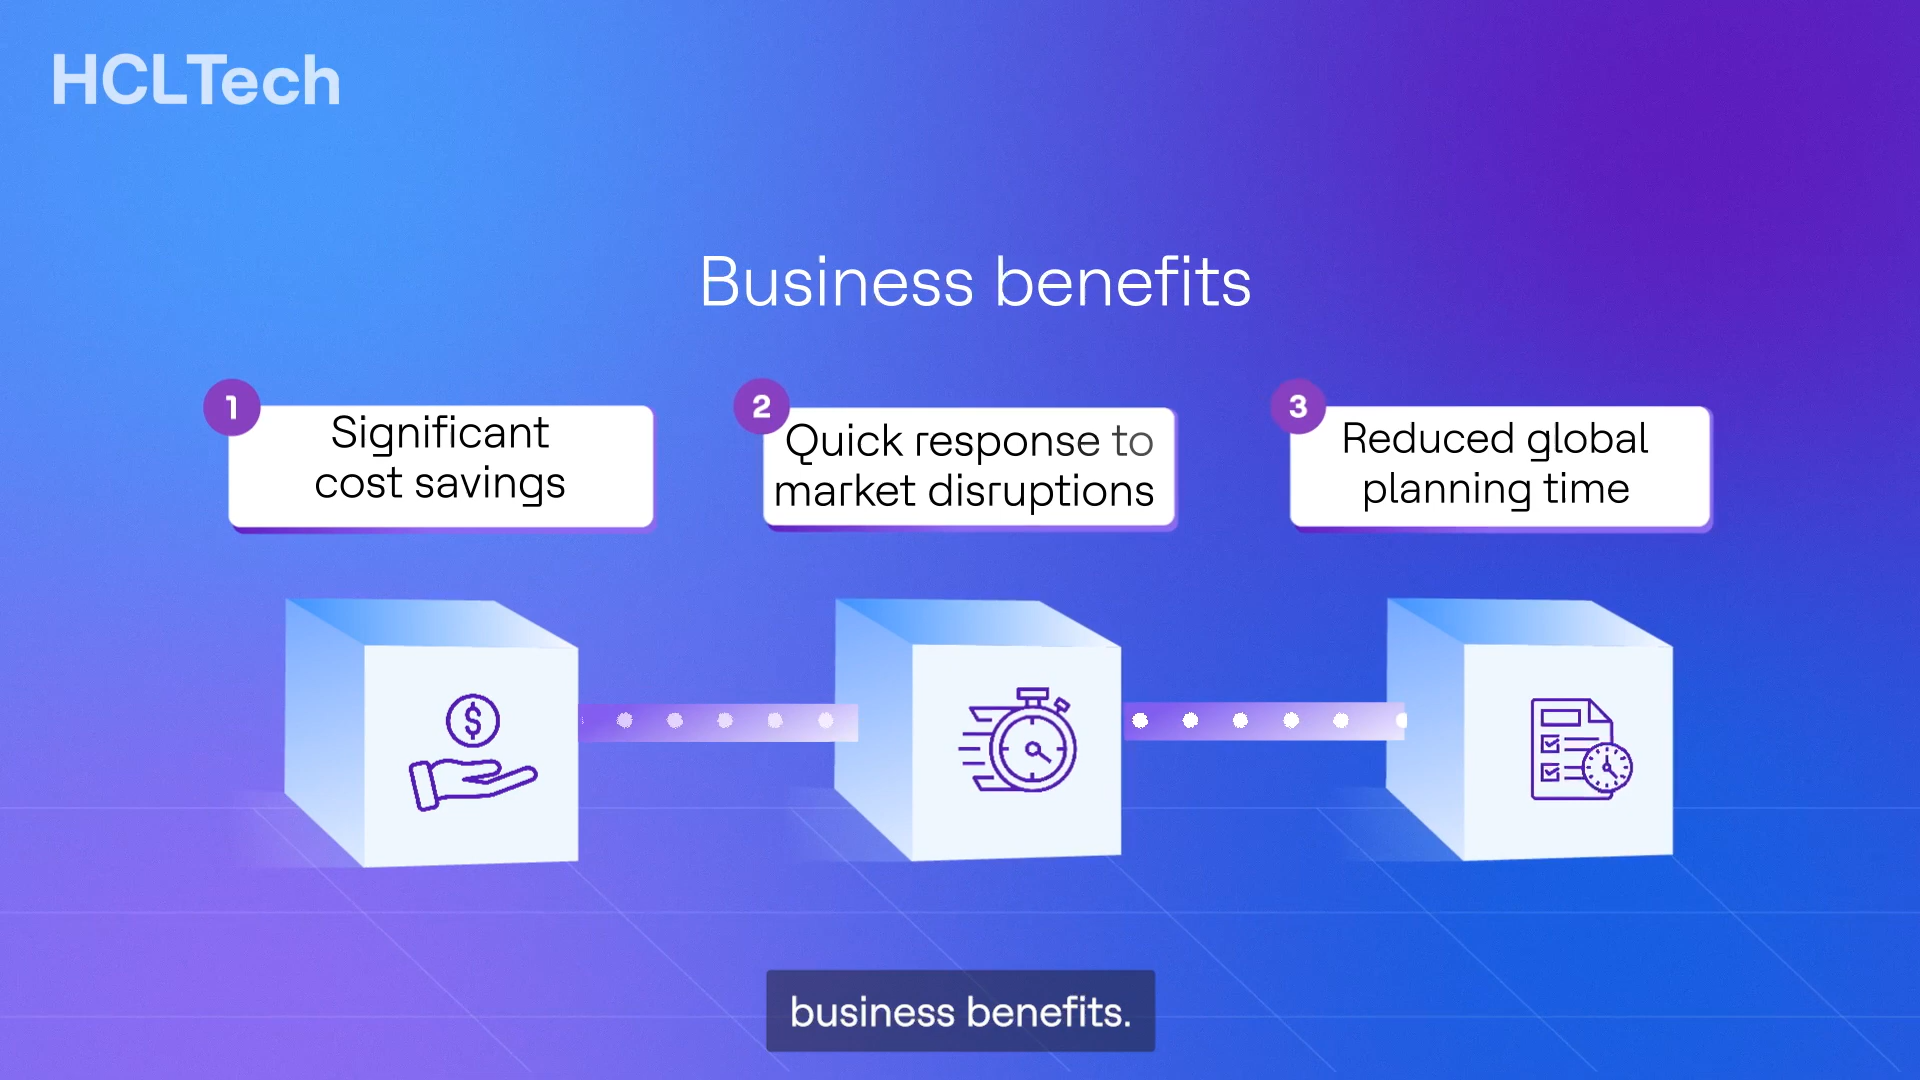 HCLTech
Business benefits
1
Significant
cost savings
2
Quick response to
market disruptions
3
Reduced global
planning time
$
business benefits.